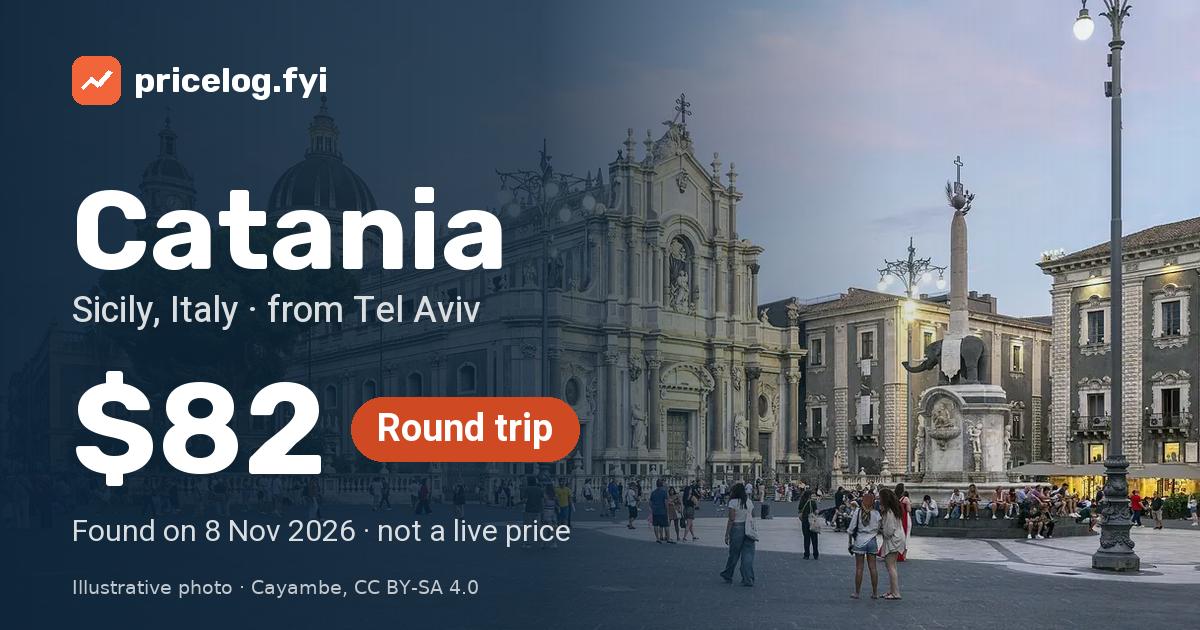 pricelog.fyi
Catania
Sicily, Italy · from Tel Aviv
$82
Round trip
Found on 8 Nov 2026 · not a live price
Illustrative photo · Cayambe, CC BY-SA 4.0